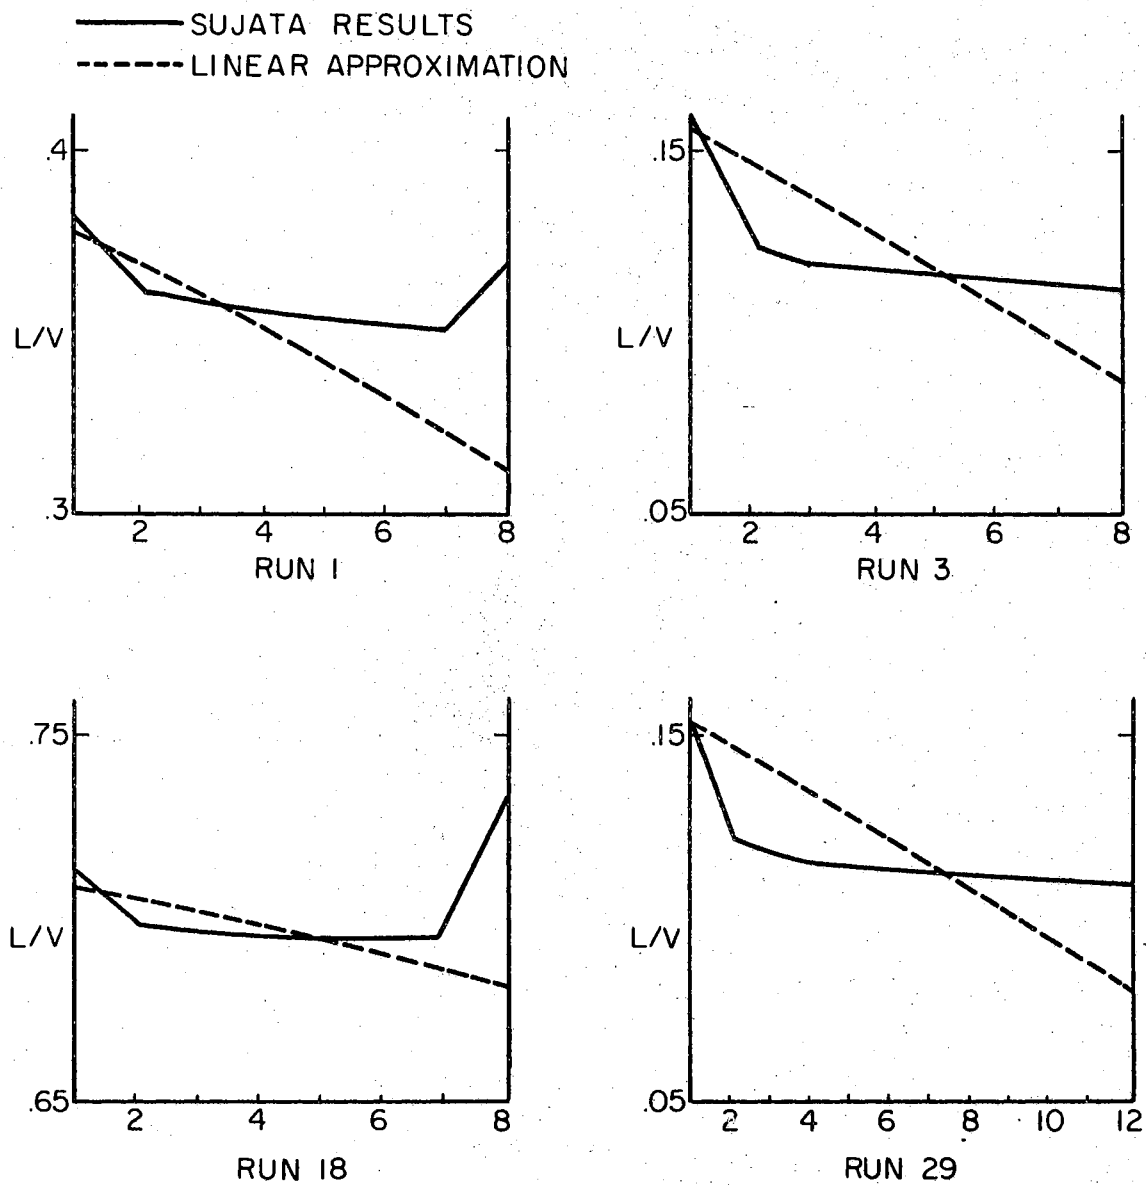 SUJATA RESULTS
LINEAR APPROXIMATION
.4
L/V
.3
2 4 6 8
RUN 1
.15
L/V
.05
2 4 6 8
RUN 3
.75
L/V
.65
2 4 6 8
RUN 18
.15
L/V
.05
2 4 6 8 10 12
RUN 29